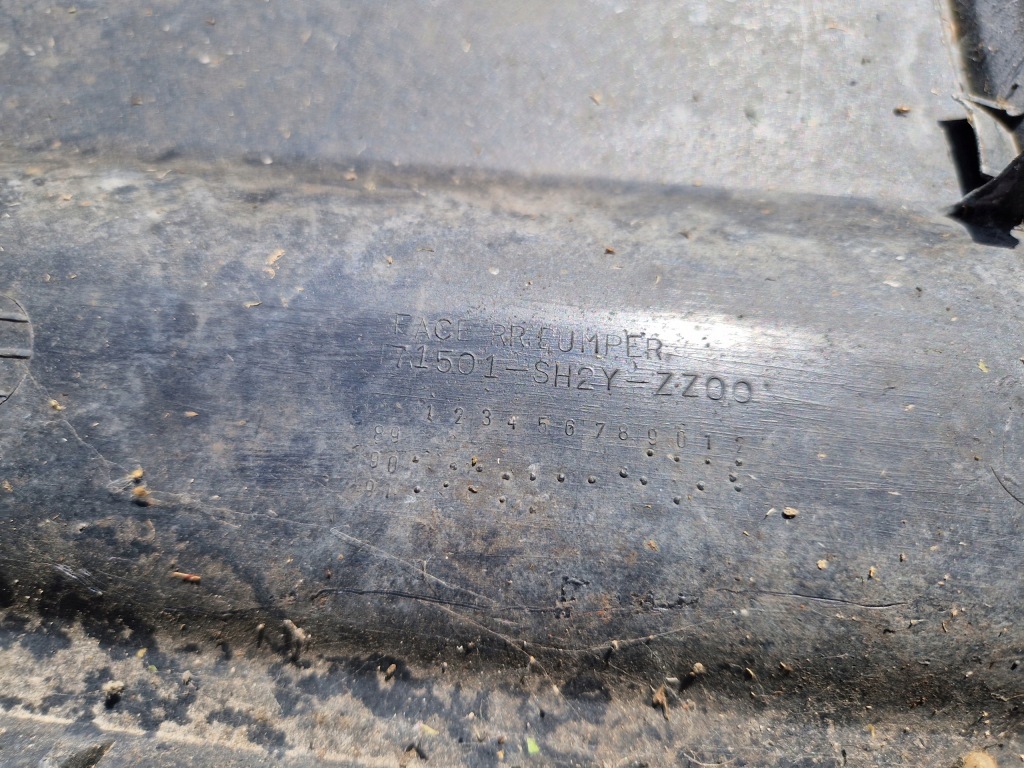 FACE RR.BUMPER
71501-SH2Y-ZZ00
1 2 3 4 5 6 7 8 9 0 1 2
89
90
91